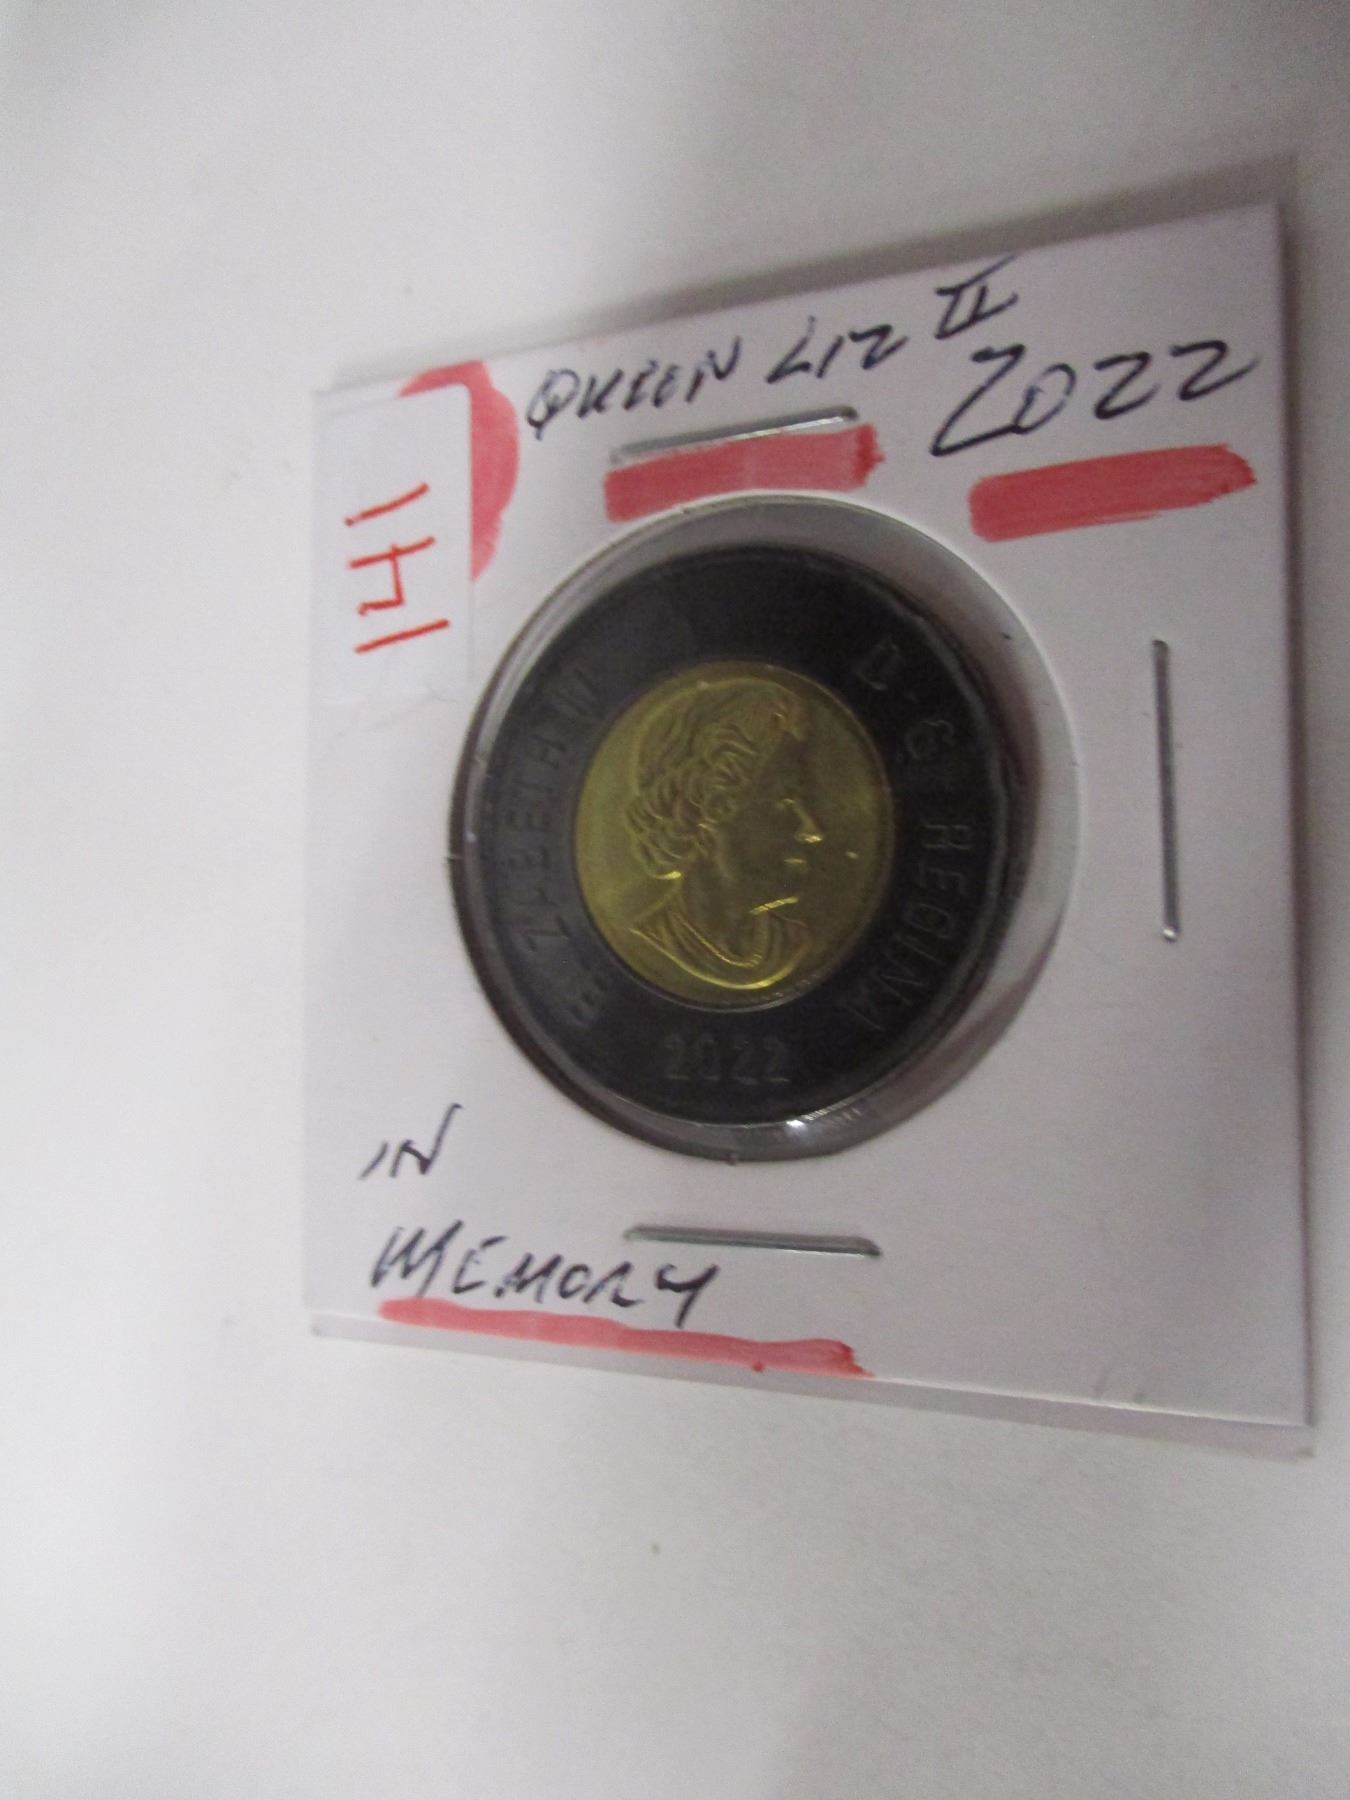 QUEEN LIZ II
2022
141
ELIZABETH II
D·G·REGINA
2022
IN
MEMORY